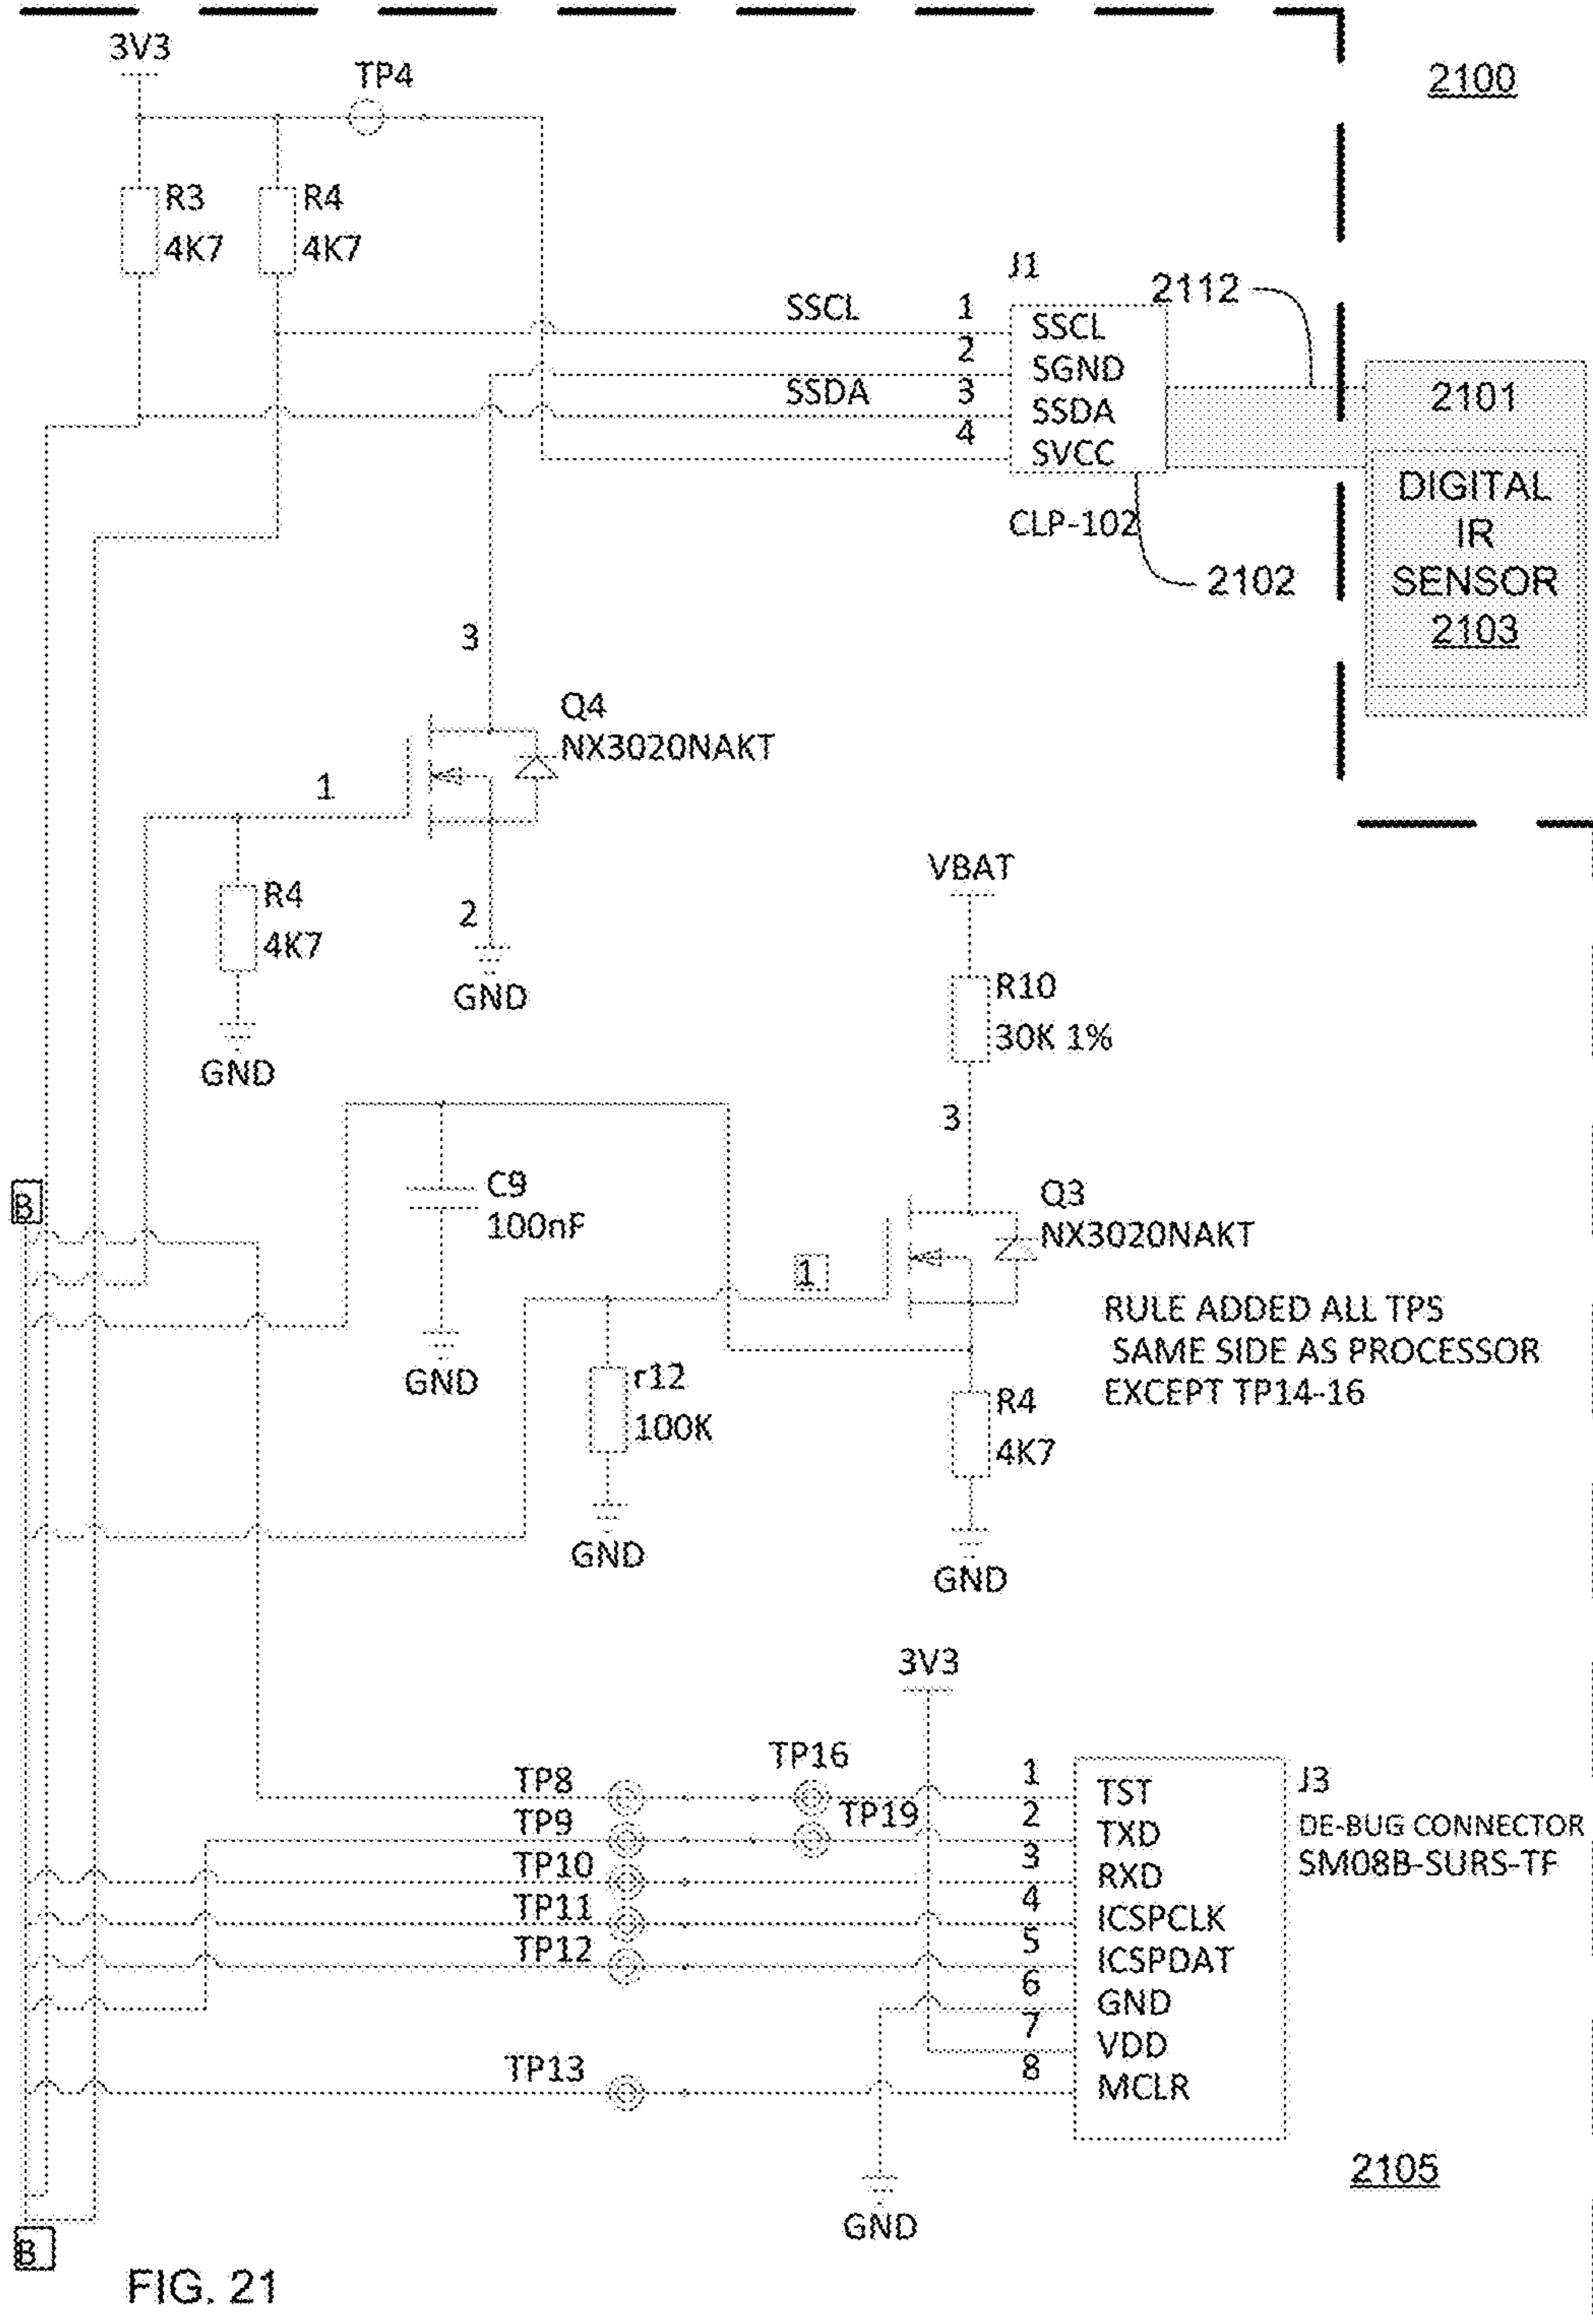 3V3
TP4
2100
R3
4K7
R4
4K7
J1
2112
SSCL
1
SSCL
2
SGND
SSDA
3
SSDA
4
SVCC
2101
DIGITAL
IR
SENSOR
2103
CLP-102
2102
3
Q4
NX3020NAKT
1
R4
4K7
2
GND
GND
VBAT
R10
30K 1%
3
B
C9
100nF
Q3
NX3020NAKT
1
RULE ADDED ALL TPS
SAME SIDE AS PROCESSOR
EXCEPT TP14-16
GND
r12
100K
R4
4K7
GND
GND
3V3
TP8
TP16
1
TST
J3
TP9
TP19
2
TXD
DE-BUG CONNECTOR
SM08B-SURS-TF
TP10
3
RXD
TP11
4
ICSPCLK
TP12
5
ICSPDAT
6
GND
7
VDD
TP13
8
MCLR
2105
GND
B
FIG. 21